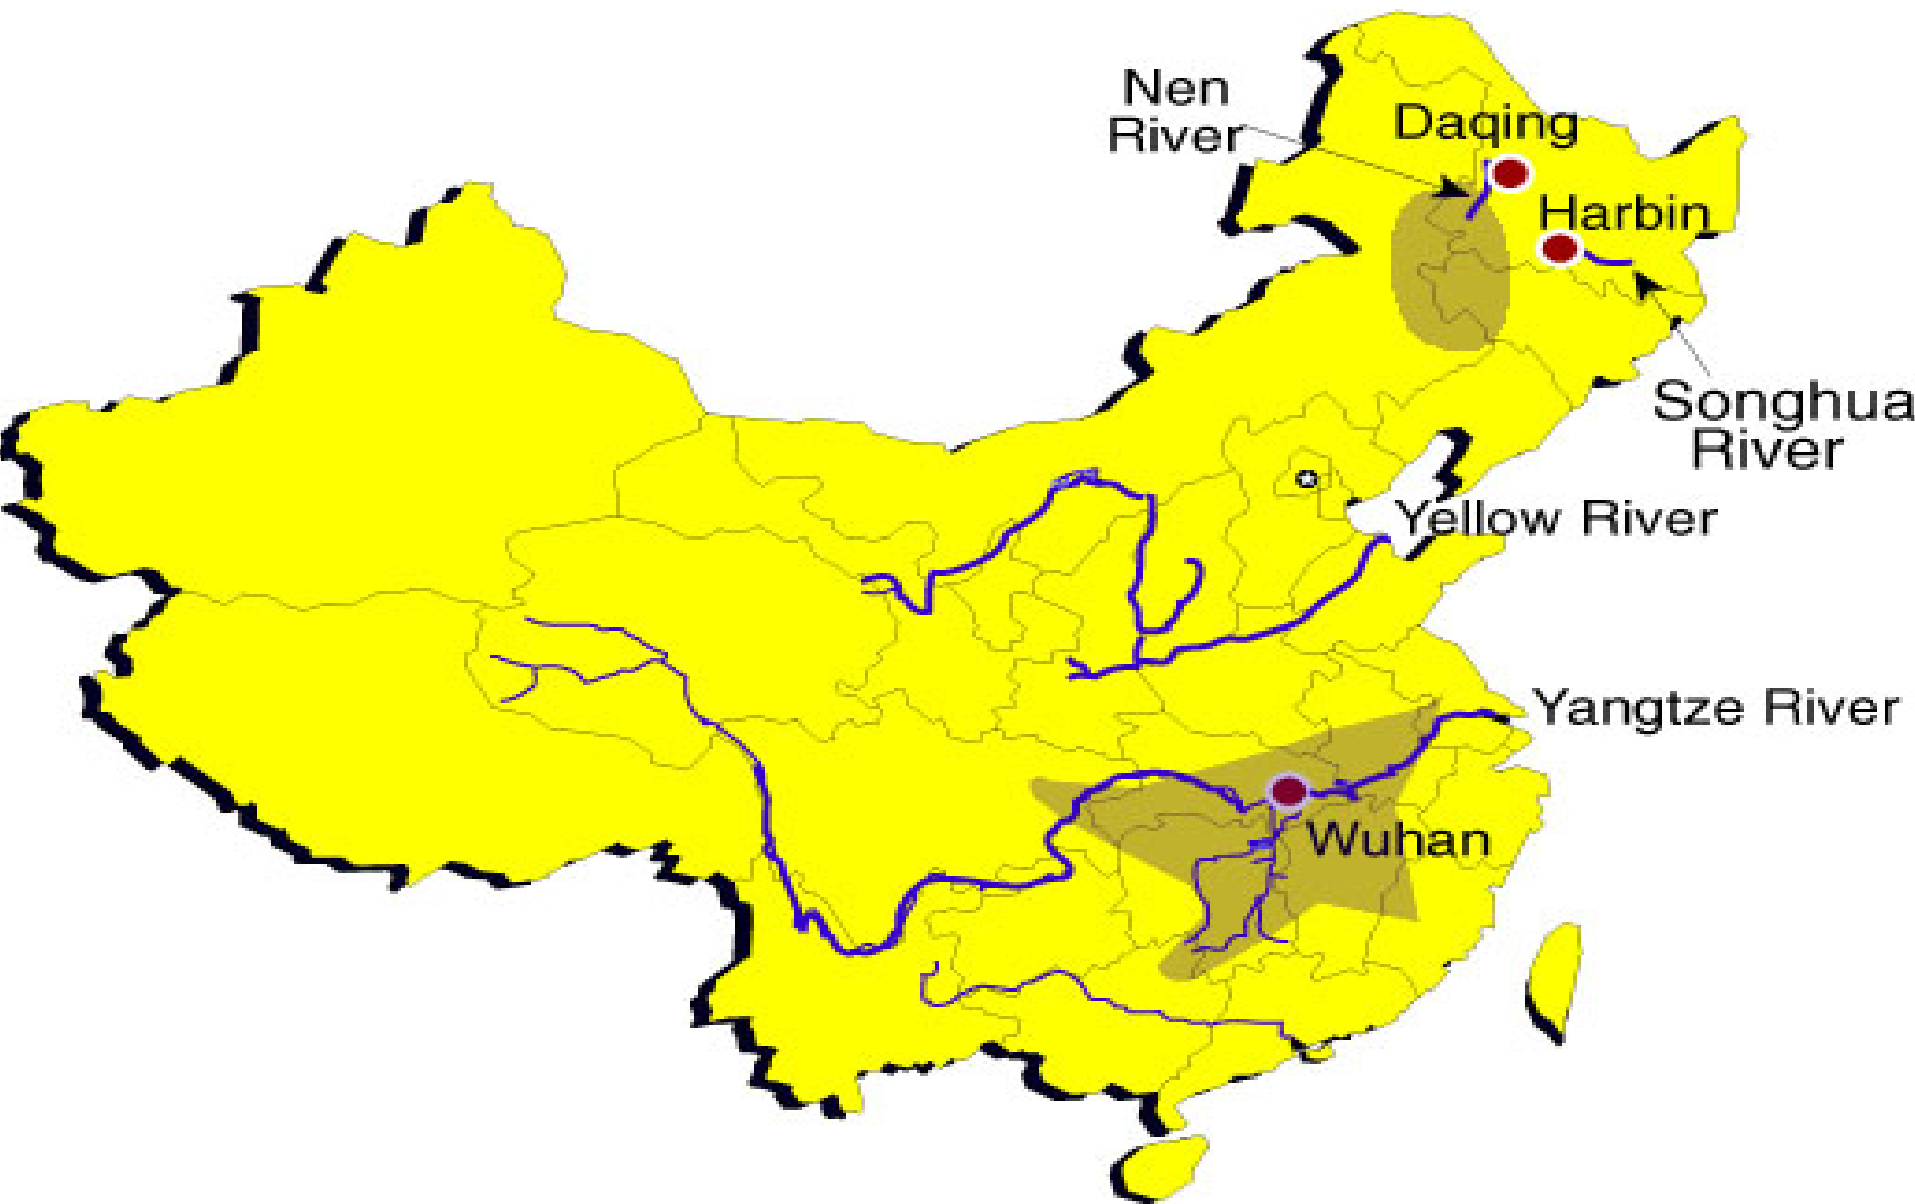 Nen
River
Daqing
Harbin
Songhua
River
Yellow River
Yangtze River
Wuhan